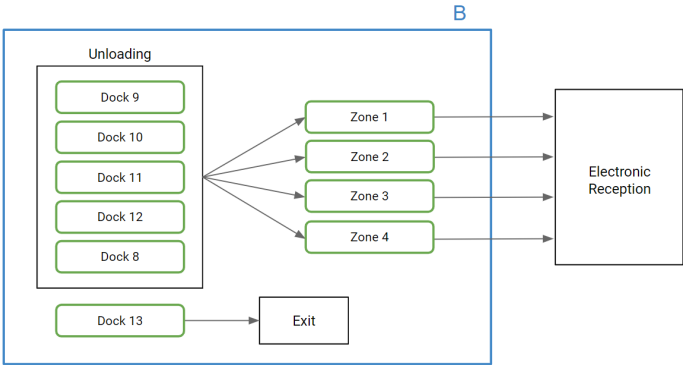 B
Unloading
Dock 9
Dock 10
Dock 11
Dock 12
Dock 8
Dock 13
Exit
Zone 1
Zone 2
Zone 3
Zone 4
Electronic
Reception